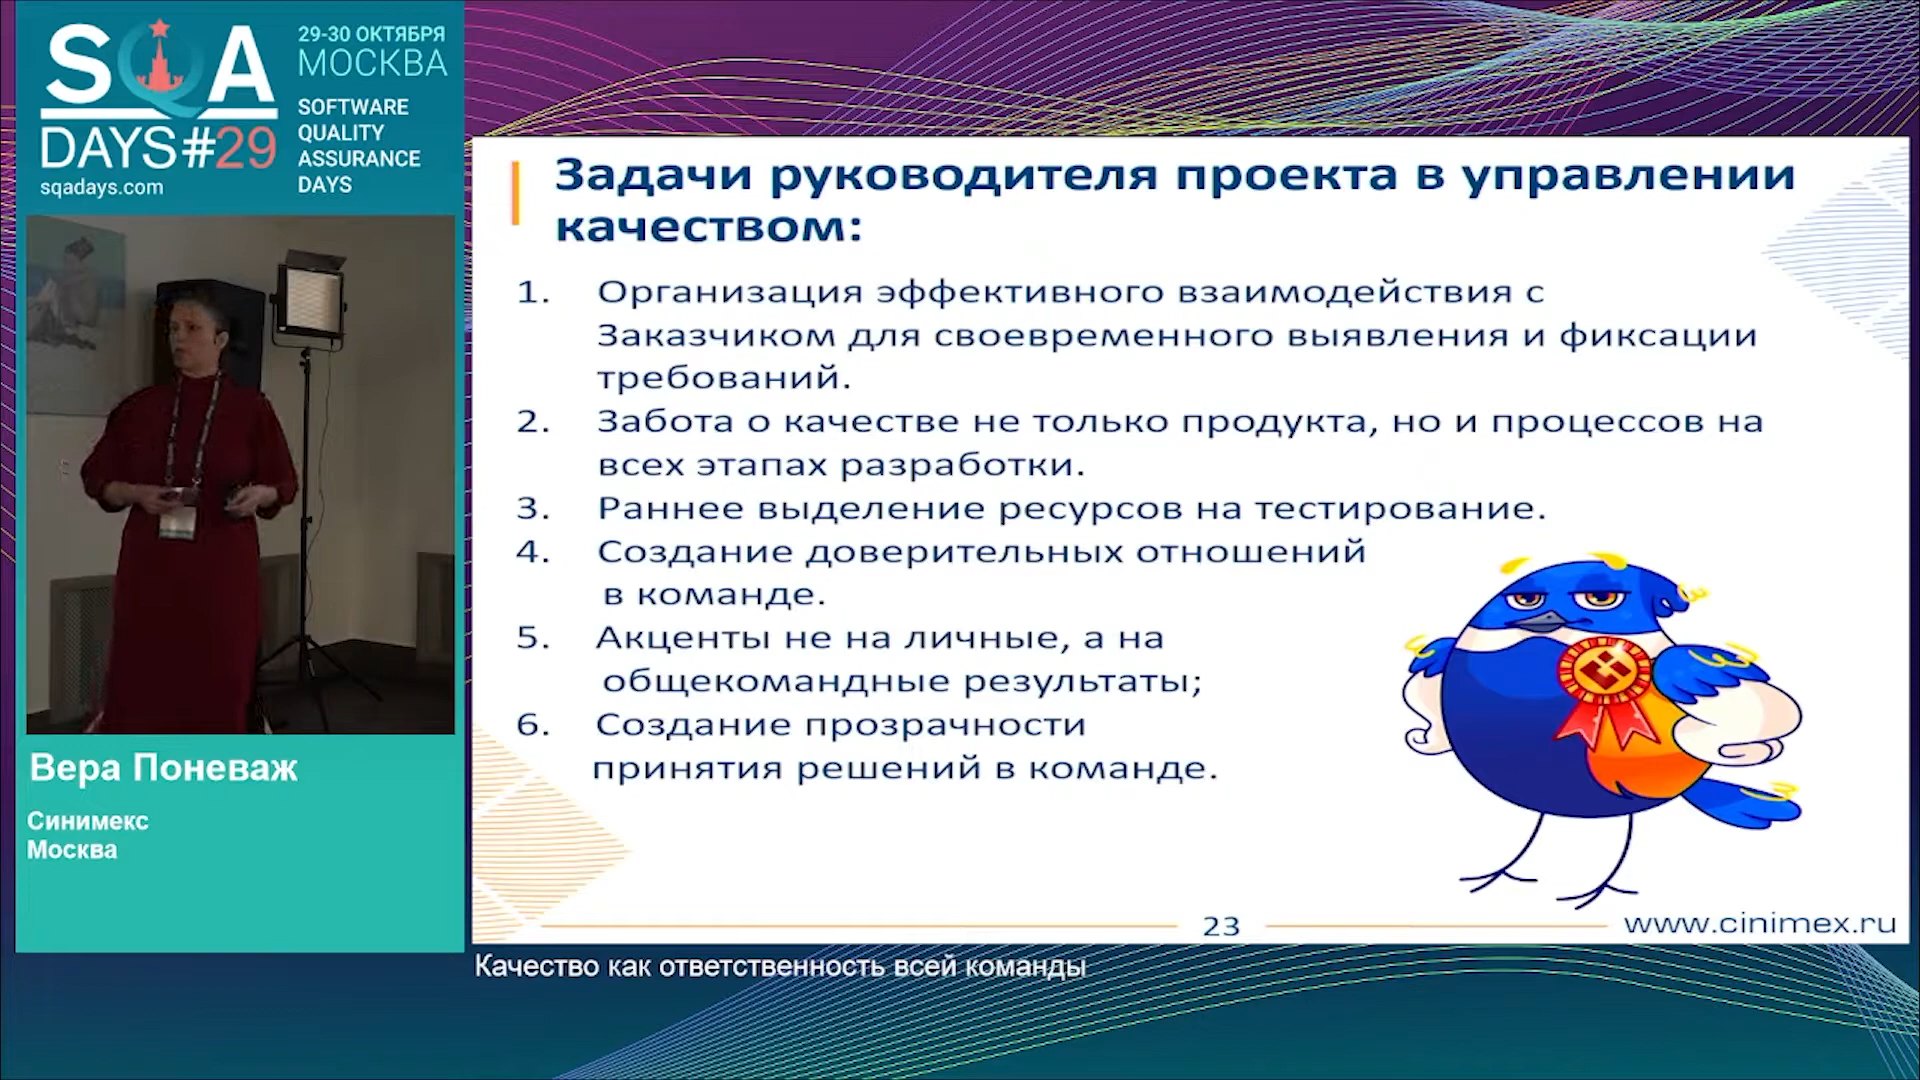 SQA
DAYS#29
sqadays.com
29-30 ОКТЯБРЯ
МОСКВА
SOFTWARE
QUALITY
ASSURANCE
DAYS
Задачи руководителя проекта в управлении
качеством:
1. Организация эффективного взаимодействия с
Заказчиком для своевременного выявления и фиксации
требований.
2. Забота о качестве не только продукта, но и процессов на
всех этапах разработки.
3. Раннее выделение ресурсов на тестирование.
4. Создание доверительных отношений
в команде.
5. Акценты не на личные, а на
общекомандные результаты;
6. Создание прозрачности
принятия решений в команде.
23
www.cinimex.ru
Вера Поневаж
Синимекс
Москва
Качество как ответственность всей команды